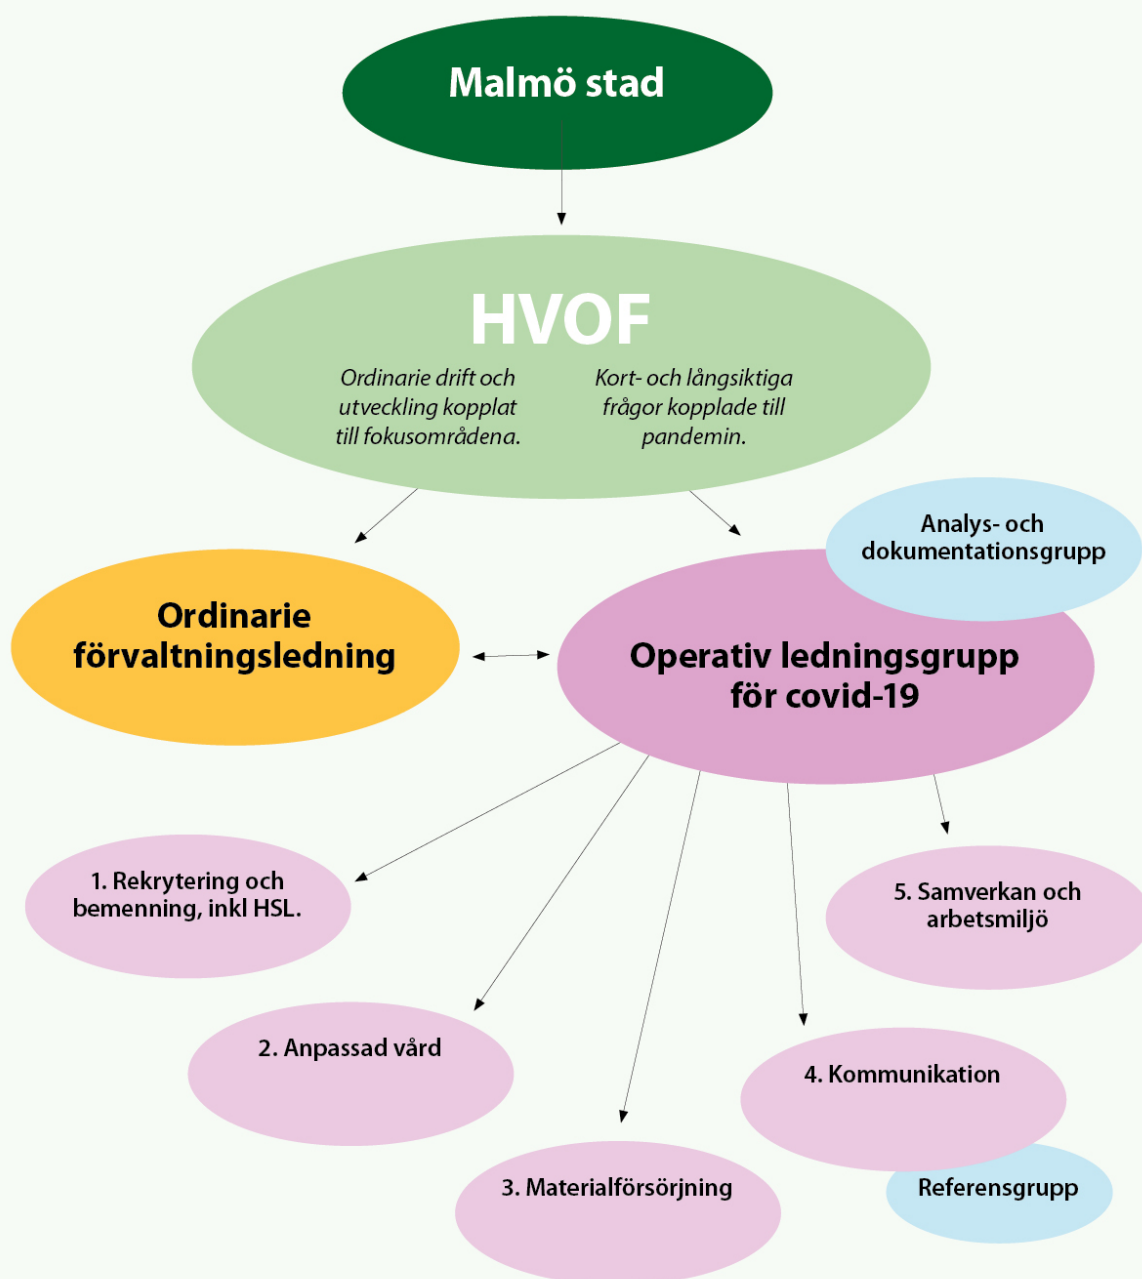 Malmö stad
HVOF
Ordinarie drift och
utveckling kopplat
till fokusområdena.
Kort- och långsiktiga
frågor kopplade till
pandemin.
Analys- och
dokumentationsgrupp
Ordinarie
förvaltningsledning
Operativ ledningsgrupp
för covid-19
1. Rekrytering och
bemenning, inkl HSL.
5. Samverkan och
arbetsmiljö
2. Anpassad vård
4. Kommunikation
3. Materialförsörjning
Referensgrupp